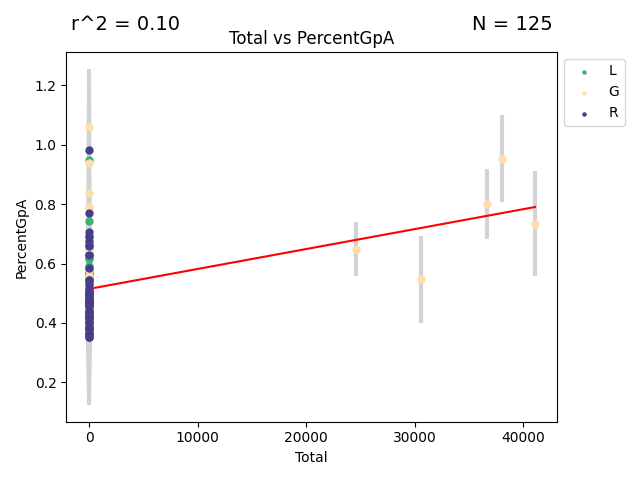 r^2 = 0.10
N = 125
Total vs PercentGpA
L
G
R
1.2
1.0
0.8
0.6
0.4
0.2
PercentGpA
0
10000
20000
30000
40000
Total